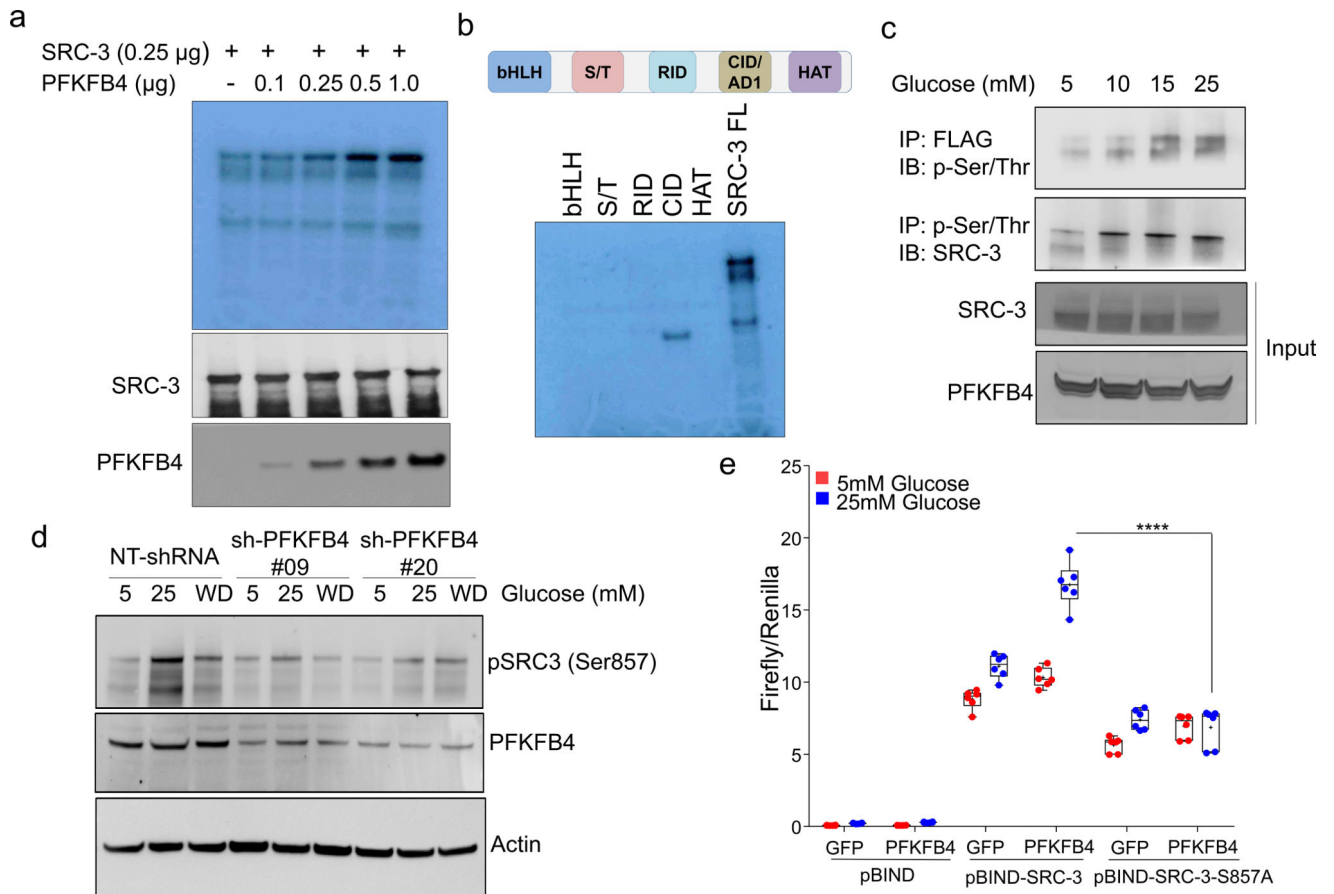 a
SRC-3 (0.25 µg) + + + + +
PFKFB4 (µg) - 0.1 0.25 0.5 1.0
SRC-3
PFKFB4
b
bHLH S/T RID CID/AD1 HAT
bHLH S/T RID CID HAT SRC-3 FL
c
Glucose (mM) 5 10 15 25
IP: FLAG
IB: p-Ser/Thr
IP: p-Ser/Thr
IB: SRC-3
SRC-3
PFKFB4
Input
d
NT-shRNA sh-PFKFB4 #09 sh-PFKFB4 #20
5 25 WD 5 25 WD 5 25 WD Glucose (mM)
pSRC3 (Ser857)
PFKFB4
Actin
e
5mM Glucose
25mM Glucose
****
Firefly/Renilla
25
20
15
10
5
0
GFP PFKFB4 GFP PFKFB4 GFP PFKFB4
pBIND pBIND-SRC-3 pBIND-SRC-3-S857A